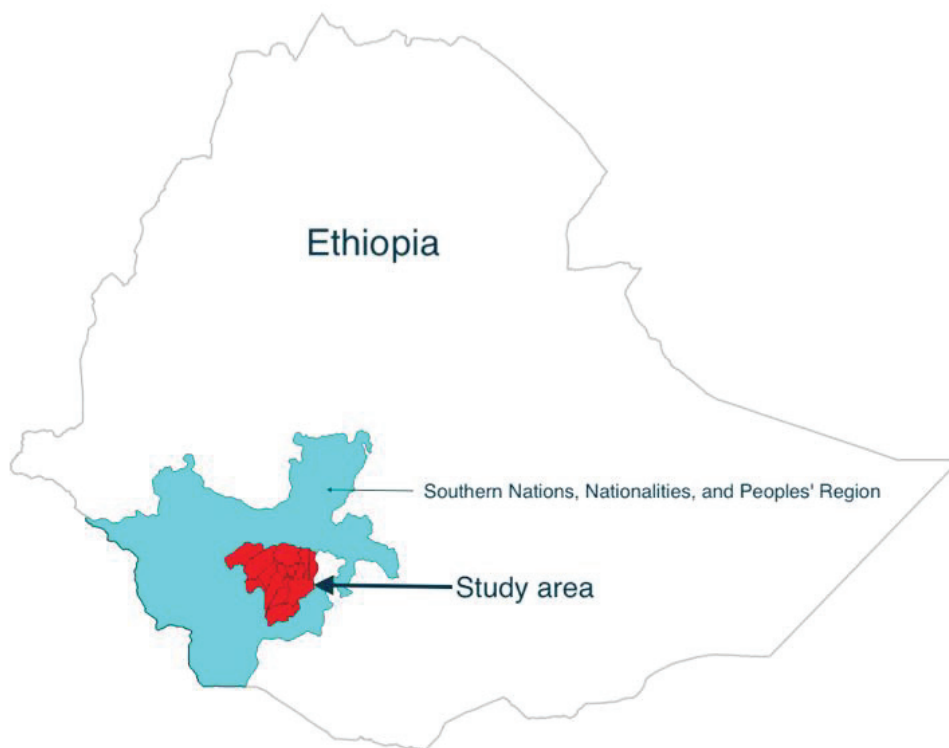 Ethiopia
Southern Nations, Nationalities, and Peoples' Region
Study area